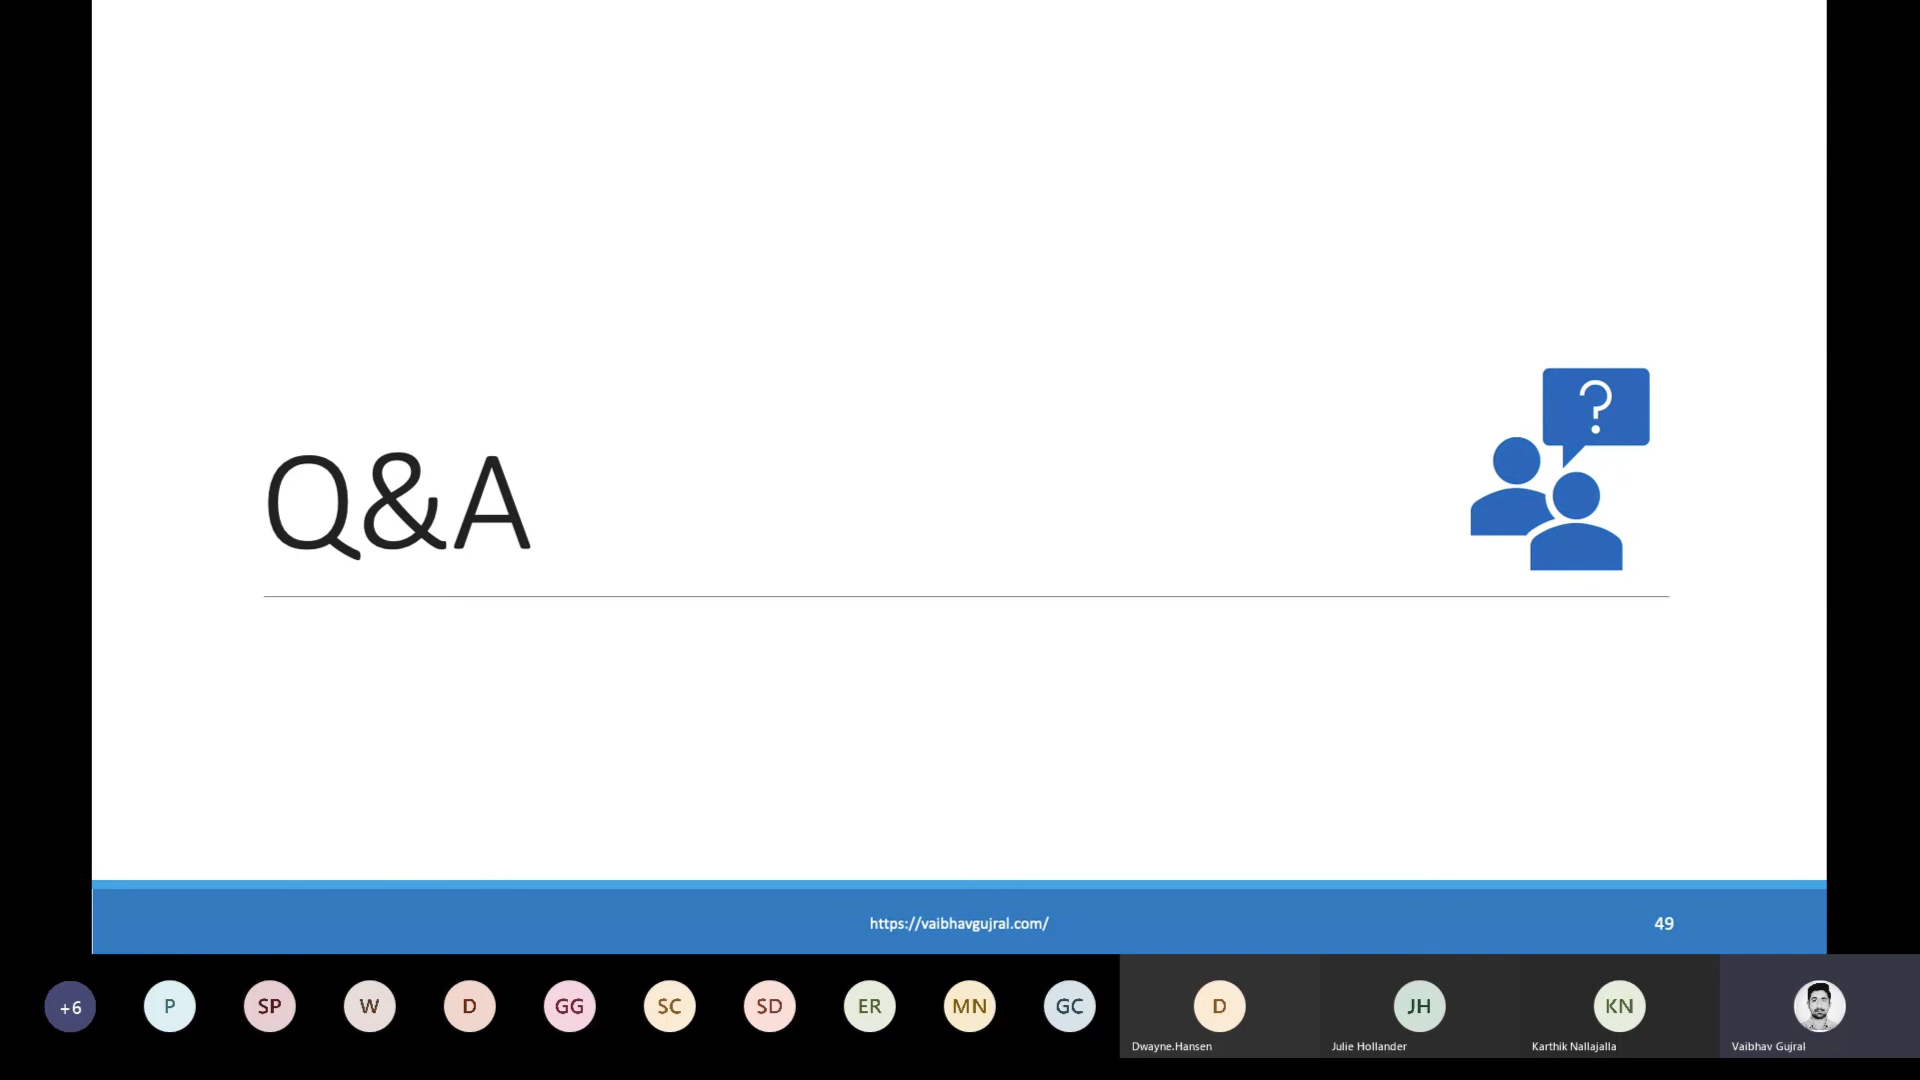 ?
Q&A
https://vaibhavgujral.com/
49
+6
P
SP
W
D
GG
SC
SD
ER
MN
GC
D
JH
KN
Dwayne.Hansen
Julie Hollander
Karthik Nallajalla
Vaibhav Gujral